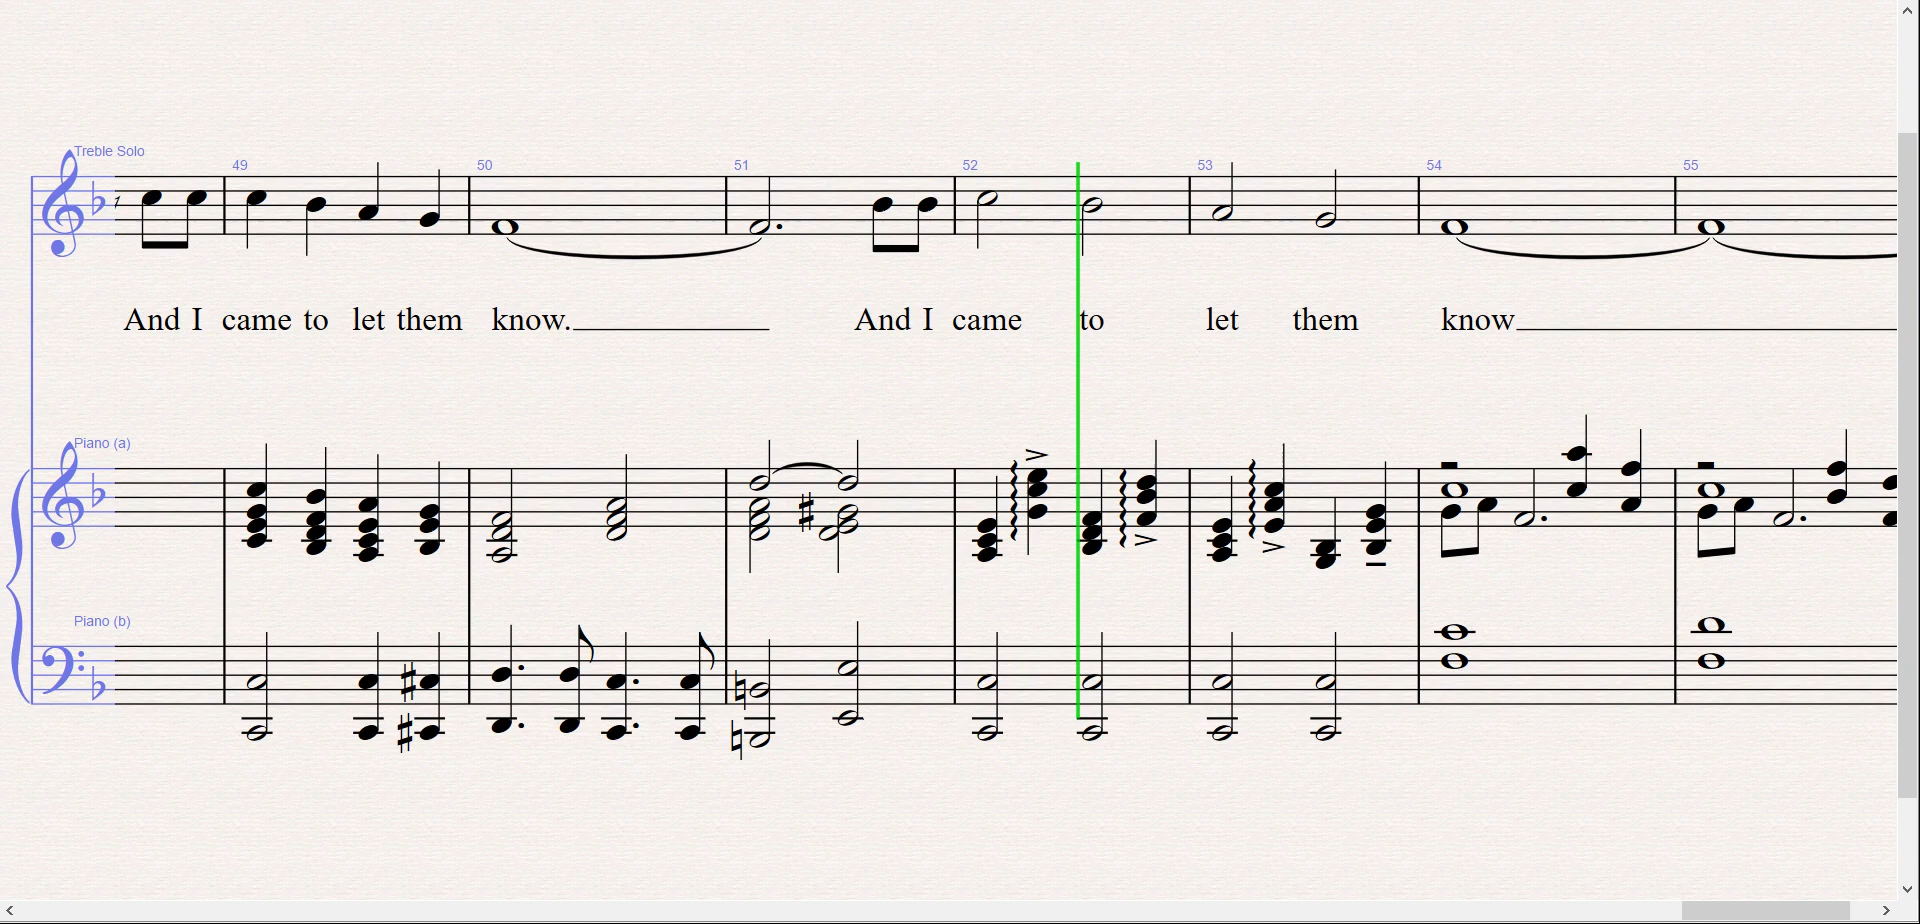 Treble Solo
49 50 51 52 53 54 55
And I came to let them know. And I came to let them know
Piano (a)
Piano (b)